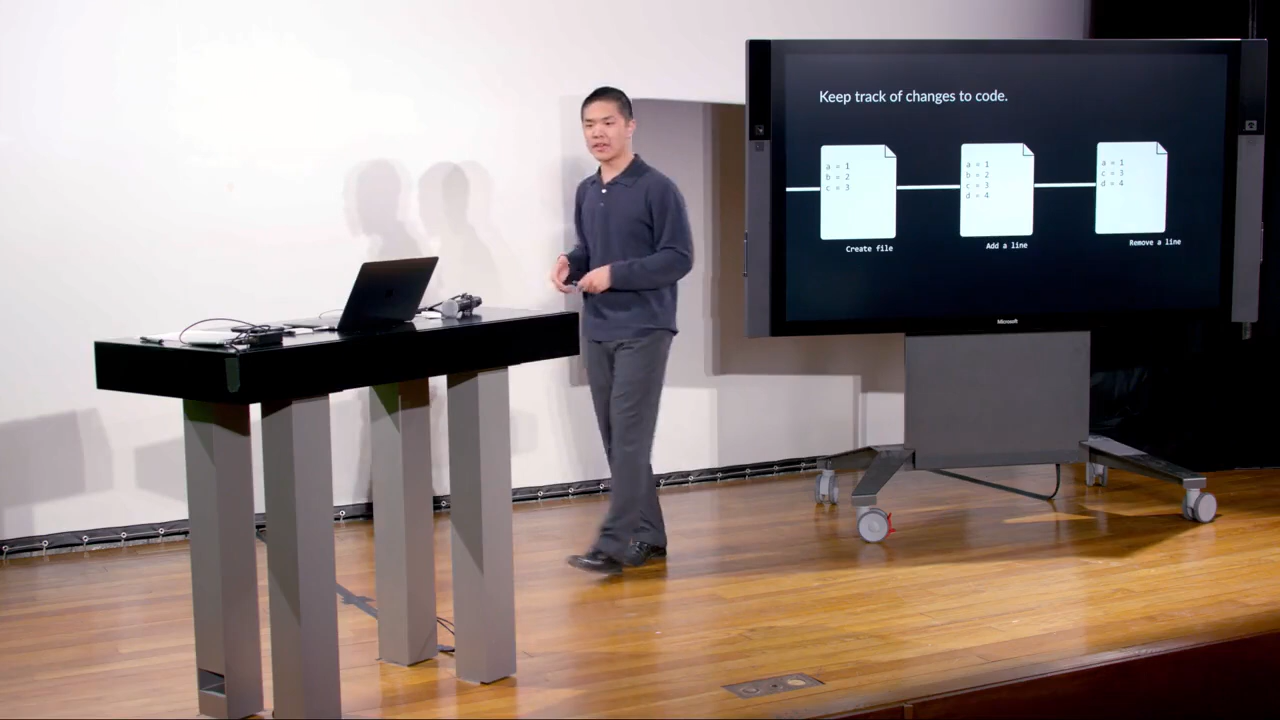 Keep track of changes to code.
a = 1
b = 2
c = 3
Create file
a = 1
b = 2
c = 3
d = 4
Add a line
a = 1
c = 3
d = 4
Remove a line
Microsoft